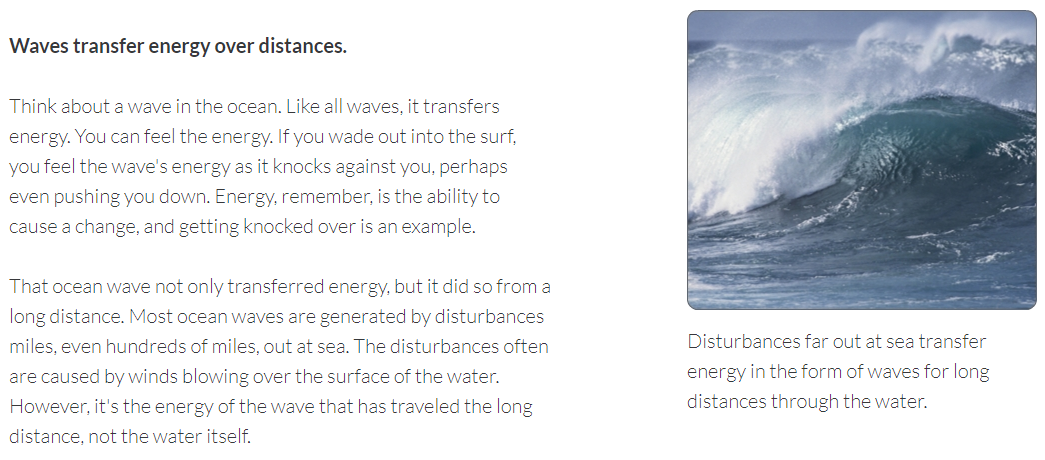 Waves transfer energy over distances.
Think about a wave in the ocean. Like all waves, it transfers
energy. You can feel the energy. If you wade out into the surf,
you feel the wave's energy as it knocks against you, perhaps
even pushing you down. Energy, remember, is the ability to
cause a change, and getting knocked over is an example.
That ocean wave not only transferred energy, but it did so from a
long distance. Most ocean waves are generated by disturbances
miles, even hundreds of miles, out at sea. The disturbances often
are caused by winds blowing over the surface of the water.
However, it's the energy of the wave that has traveled the long
distance, not the water itself.
Disturbances far out at sea transfer
energy in the form of waves for long
distances through the water.